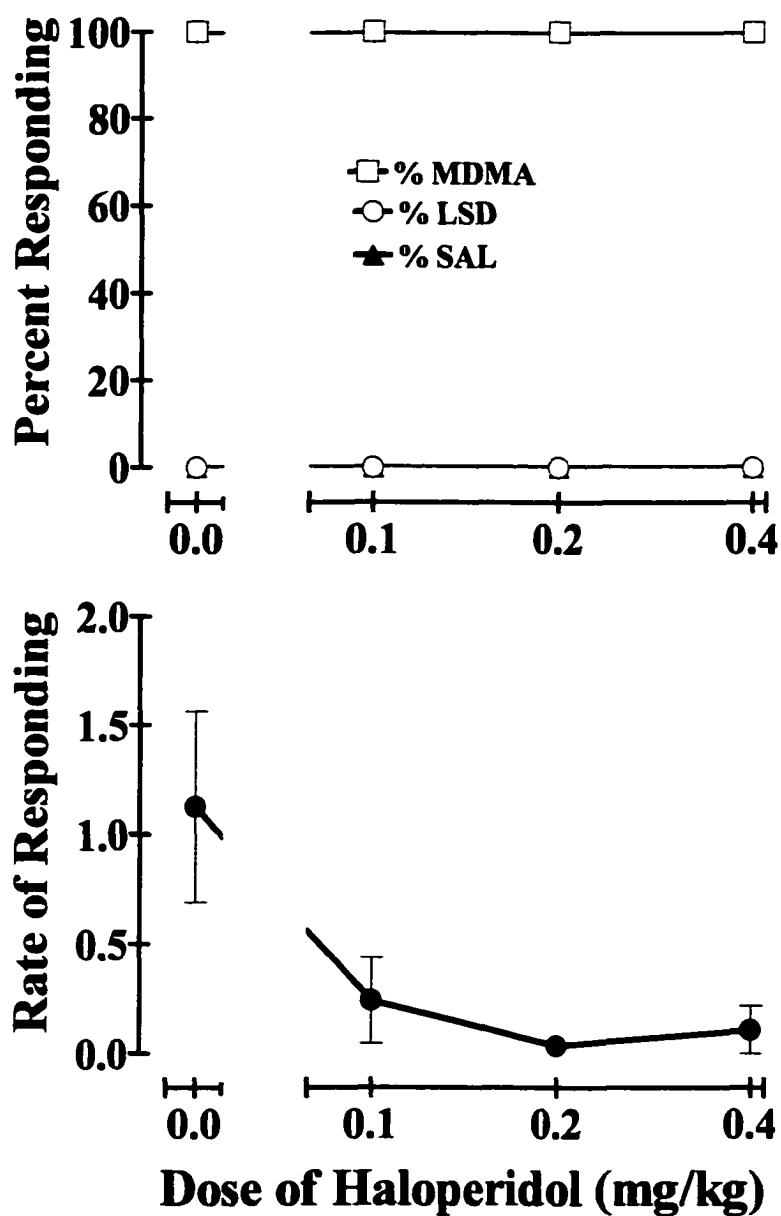 Percent Responding
100
80
60
40
20
0
% MDMA
% LSD
% SAL
0.0 0.1 0.2 0.4
Rate of Responding
2.0
1.5
1.0
0.5
0.0
0.0 0.1 0.2 0.4
Dose of Haloperidol (mg/kg)